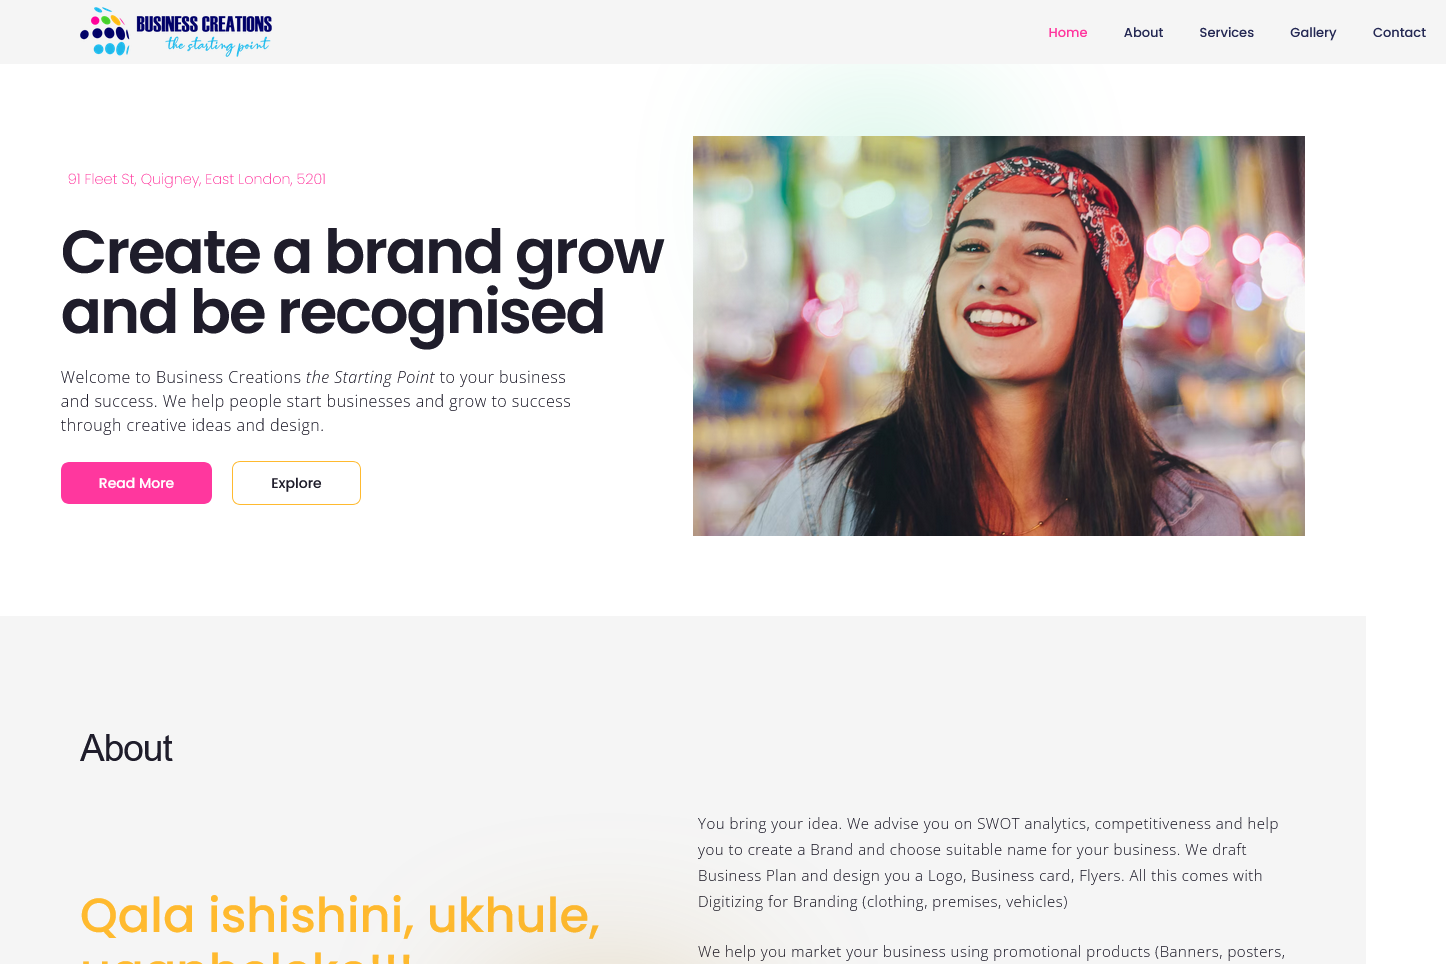 BUSINESS CREATIONS
the starting point
Home
About
Services
Gallery
Contact
91 Fleet St, Quigney, East London, 5201
Create a brand grow
and be recognised
Welcome to Business Creations the Starting Point to your business
and success. We help people start businesses and grow to success
through creative ideas and design.
Read More
Explore
About
You bring your idea. We advise you on SWOT analytics, competitiveness and help
you to create a Brand and choose suitable name for your business. We draft
Business Plan and design you a Logo, Business card, Flyers. All this comes with
Digitizing for Branding (clothing, premises, vehicles)
Qala ishishini, ukhule,
We help you market your business using promotional products (Banners, posters,